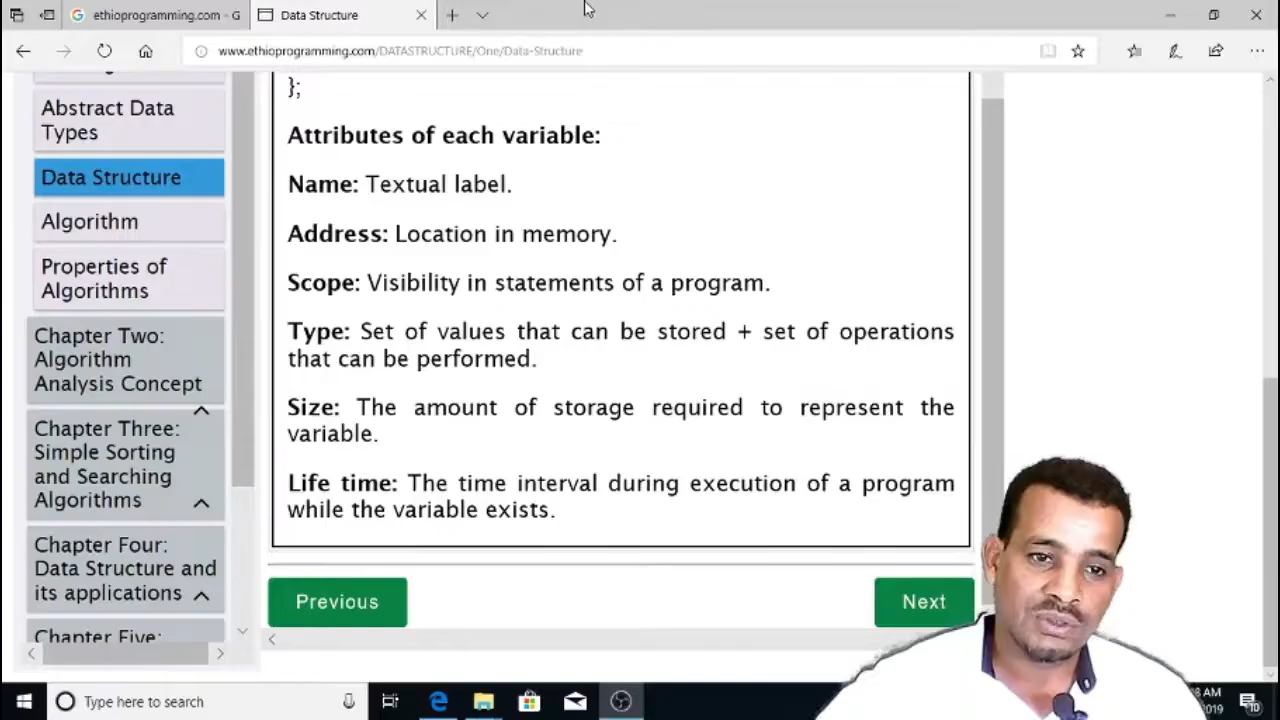 ethioprogramming.com - G
Data Structure
www.ethioprogramming.com/DATASTRUCTURE/One/Data-Structure
};
Abstract Data
Types
Data Structure
Algorithm
Properties of
Algorithms
Chapter Two:
Algorithm
Analysis Concept
Chapter Three:
Simple Sorting
and Searching
Algorithms
Chapter Four:
Data Structure and
its applications
Chapter Five:
Attributes of each variable:
Name: Textual label.
Address: Location in memory.
Scope: Visibility in statements of a program.
Type: Set of values that can be stored + set of operations
that can be performed.
Size: The amount of storage required to represent the
variable.
Life time: The time interval during execution of a program
while the variable exists.
Previous
Next
Type here to search
8 AM
2019